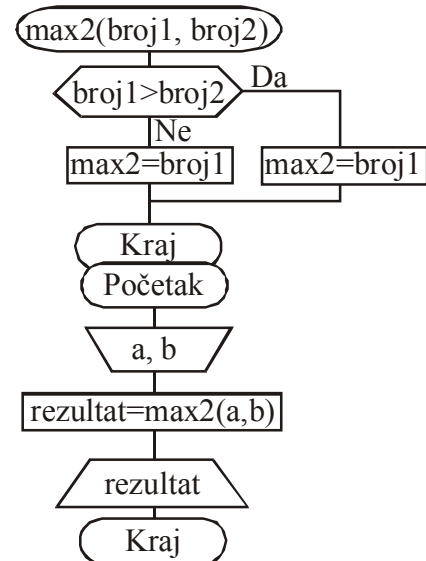 max2(broj1, broj2)
broj1>broj2
Da
Ne
max2=broj1
max2=broj1
Kraj
Početak
a, b
rezultat=max2(a,b)
rezultat
Kraj